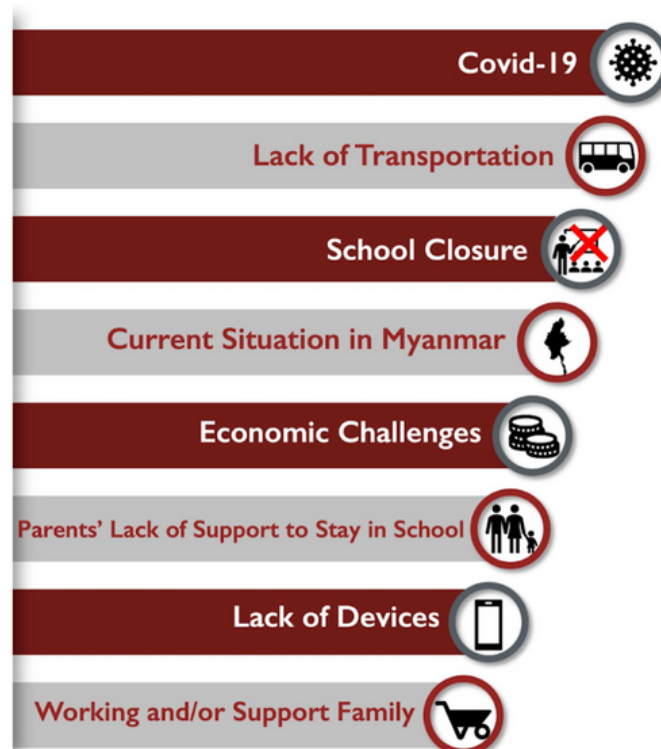 Covid-19
Lack of Transportation
School Closure
Current Situation in Myanmar
Economic Challenges
Parents' Lack of Support to Stay in School
Lack of Devices
Working and/or Support Family